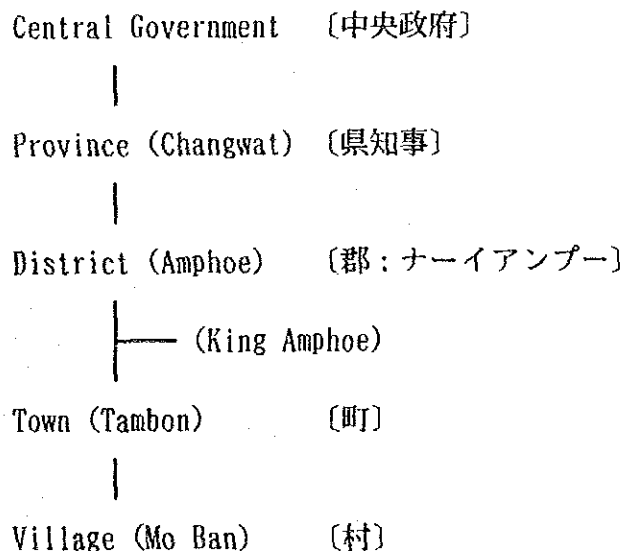 Central Government 〔中央政府〕
Province (Changwat) 〔県知事〕
District (Amphoe) 〔郡：ナーイアンプー〕
(King Amphoe)
Town (Tambon) 〔町〕
Village (Mo Ban) 〔村〕